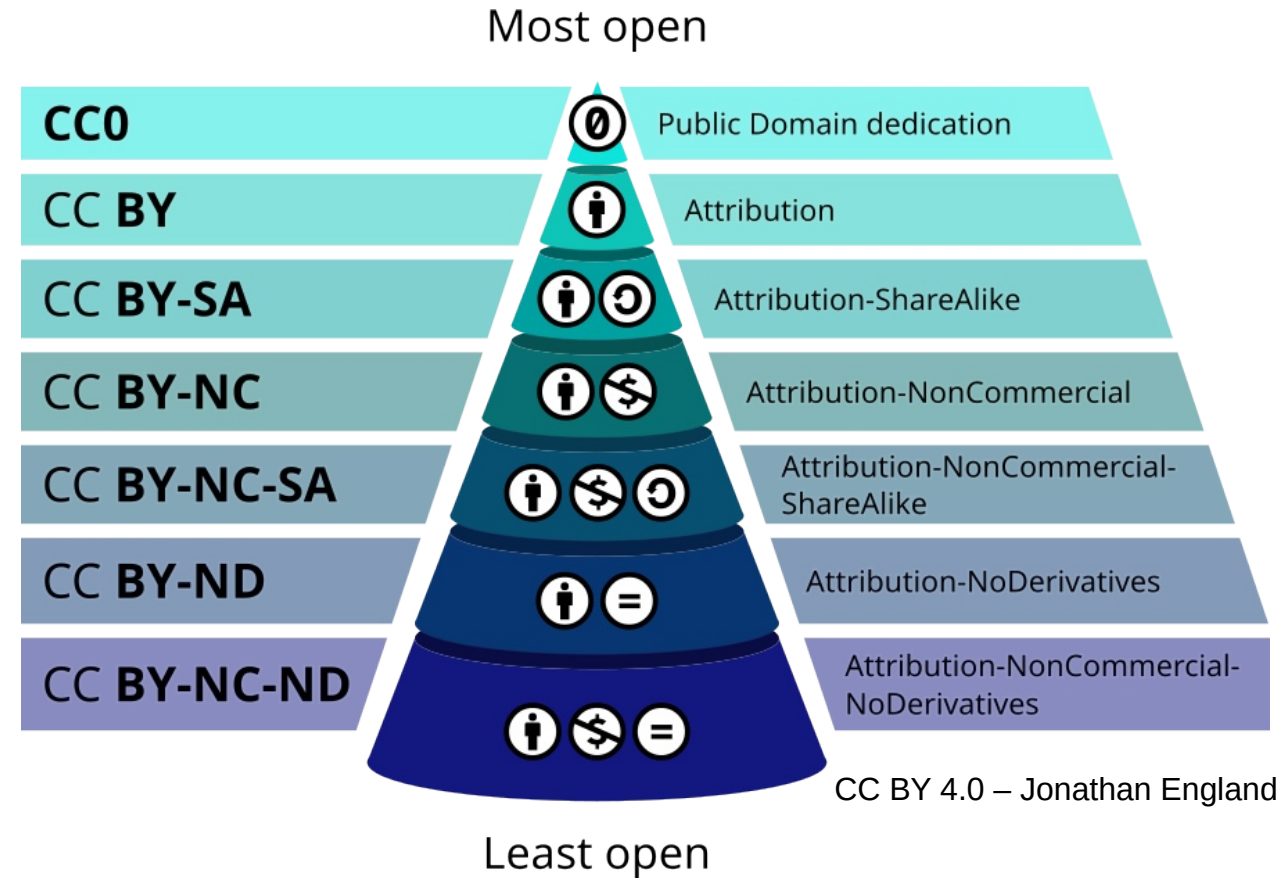 Most open
CC0
0
Public Domain dedication
CC BY
Attribution
CC BY-SA
Attribution-ShareAlike
CC BY-NC
$
Attribution-NonCommercial
CC BY-NC-SA
$
Attribution-NonCommercial-
ShareAlike
CC BY-ND
=
Attribution-NoDerivatives
CC BY-NC-ND
$ =
Attribution-NonCommercial-
NoDerivatives
CC BY 4.0 – Jonathan England
Least open